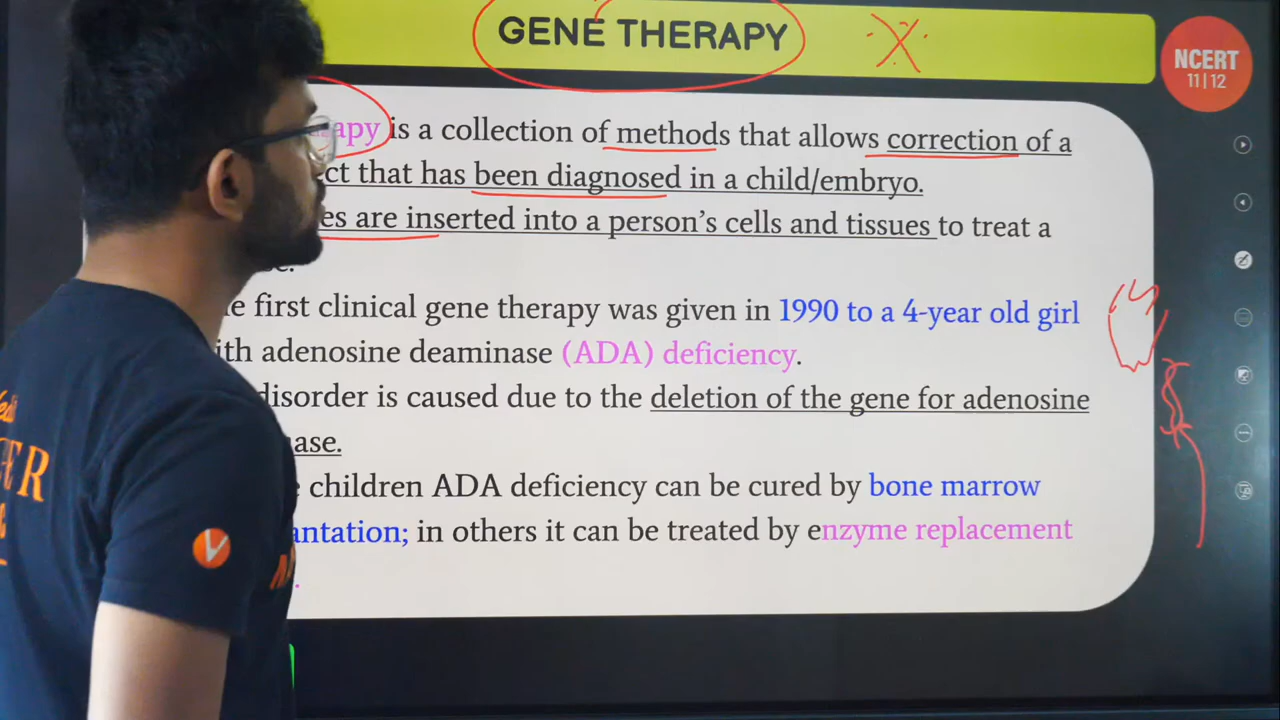 GENE THERAPY
NCERT
11|12
apy is a collection of methods that allows correction of a
ct that has been diagnosed in a child/embryo.
es are inserted into a person's cells and tissues to treat a
e first clinical gene therapy was given in 1990 to a 4-year old girl
ith adenosine deaminase (ADA) deficiency.
disorder is caused due to the deletion of the gene for adenosine
ase.
children ADA deficiency can be cured by bone marrow
antation; in others it can be treated by enzyme replacement